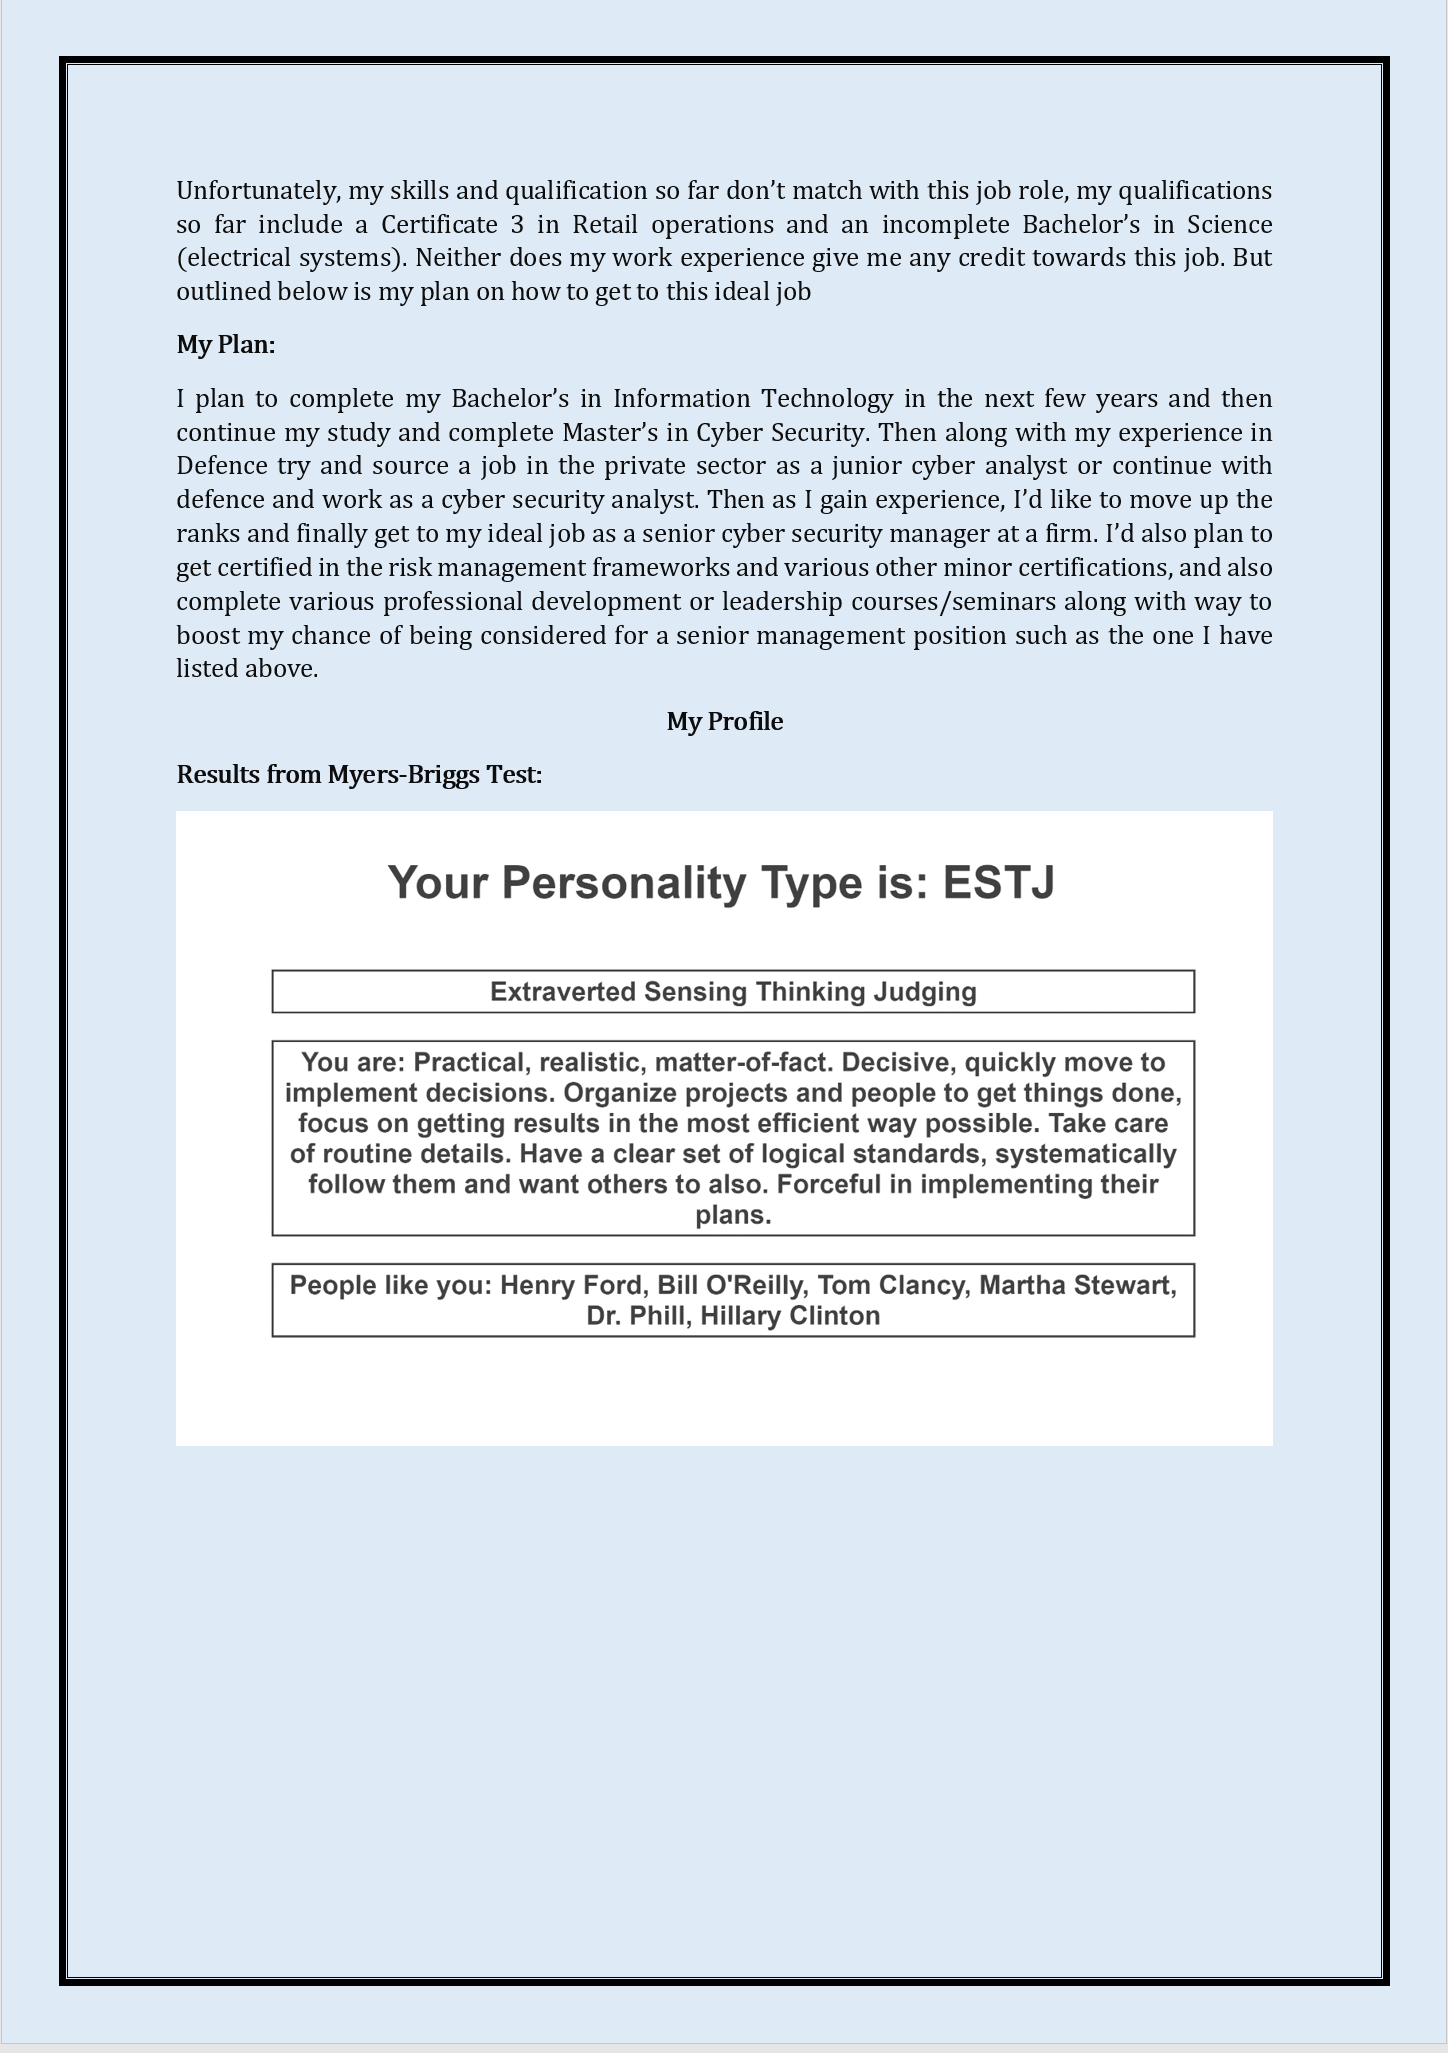 Unfortunately, my skills and qualification so far don’t match with this job role, my qualifications
so far include a Certificate 3 in Retail operations and an incomplete Bachelor’s in Science
(electrical systems). Neither does my work experience give me any credit towards this job. But
outlined below is my plan on how to get to this ideal job
My Plan:
I plan to complete my Bachelor’s in Information Technology in the next few years and then
continue my study and complete Master’s in Cyber Security. Then along with my experience in
Defence try and source a job in the private sector as a junior cyber analyst or continue with
defence and work as a cyber security analyst. Then as I gain experience, I’d like to move up the
ranks and finally get to my ideal job as a senior cyber security manager at a firm. I’d also plan to
get certified in the risk management frameworks and various other minor certifications, and also
complete various professional development or leadership courses/seminars along with way to
boost my chance of being considered for a senior management position such as the one I have
listed above.
My Profile
Results from Myers-Briggs Test:
Your Personality Type is: ESTJ
Extraverted Sensing Thinking Judging
You are: Practical, realistic, matter-of-fact. Decisive, quickly move to
implement decisions. Organize projects and people to get things done,
focus on getting results in the most efficient way possible. Take care
of routine details. Have a clear set of logical standards, systematically
follow them and want others to also. Forceful in implementing their
plans.
People like you: Henry Ford, Bill O'Reilly, Tom Clancy, Martha Stewart,
Dr. Phill, Hillary Clinton